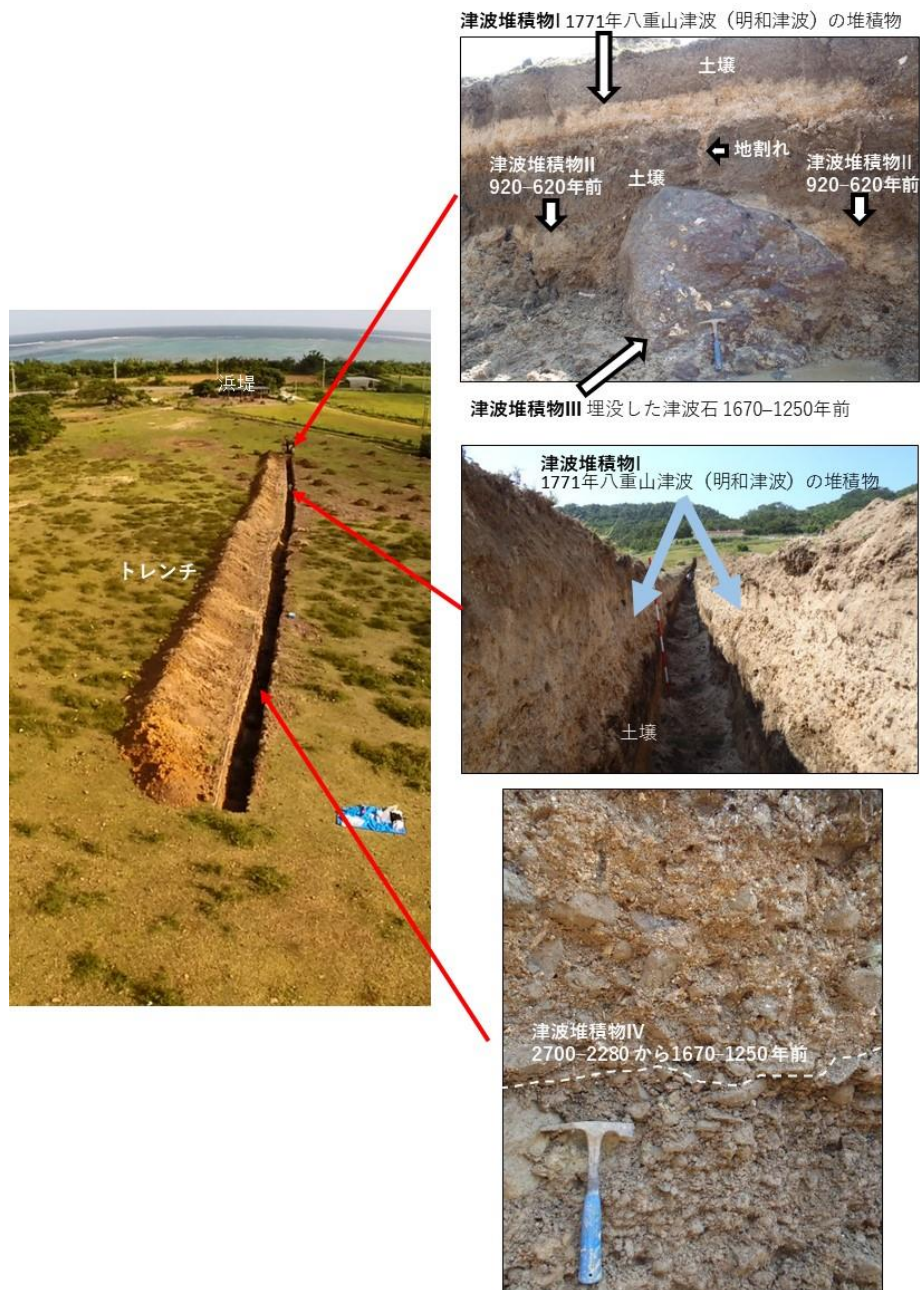 津波堆積物I 1771年八重山津波（明和津波）の堆積物
土壌
地割れ
津波堆積物II
920–620年前
土壌
津波堆積物II
920–620年前
津波堆積物III 埋没した津波石 1670–1250年前
浜堤
トレンチ
津波堆積物I
1771年八重山津波（明和津波）の堆積物
土壌
津波堆積物IV
2700–2280 から1670–1250年前